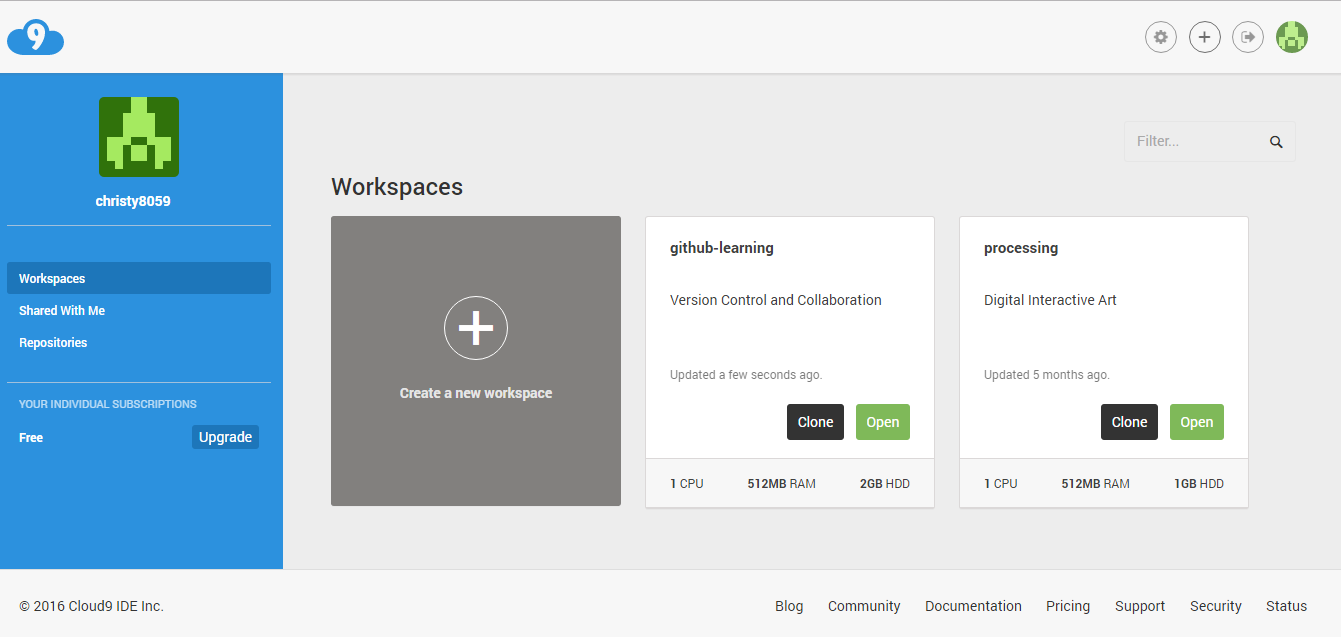 9
christy8059
Workspaces
Shared With Me
Repositories
YOUR INDIVIDUAL SUBSCRIPTIONS
Free
Upgrade
Filter...
Workspaces
Create a new workspace
github-learning
Version Control and Collaboration
Updated a few seconds ago.
Clone
Open
1 CPU
512MB RAM
2GB HDD
processing
Digital Interactive Art
Updated 5 months ago.
Clone
Open
1 CPU
512MB RAM
1GB HDD
© 2016 Cloud9 IDE Inc.
Blog
Community
Documentation
Pricing
Support
Security
Status